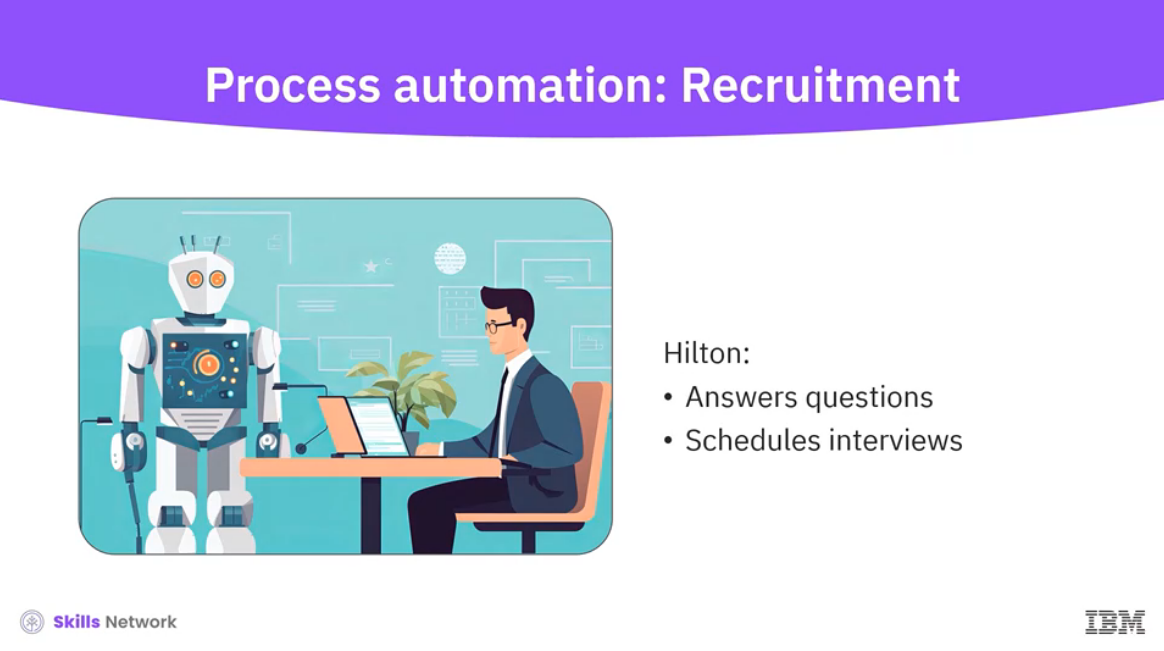 Process automation: Recruitment
Hilton:
• Answers questions
• Schedules interviews
Skills Network
IBM